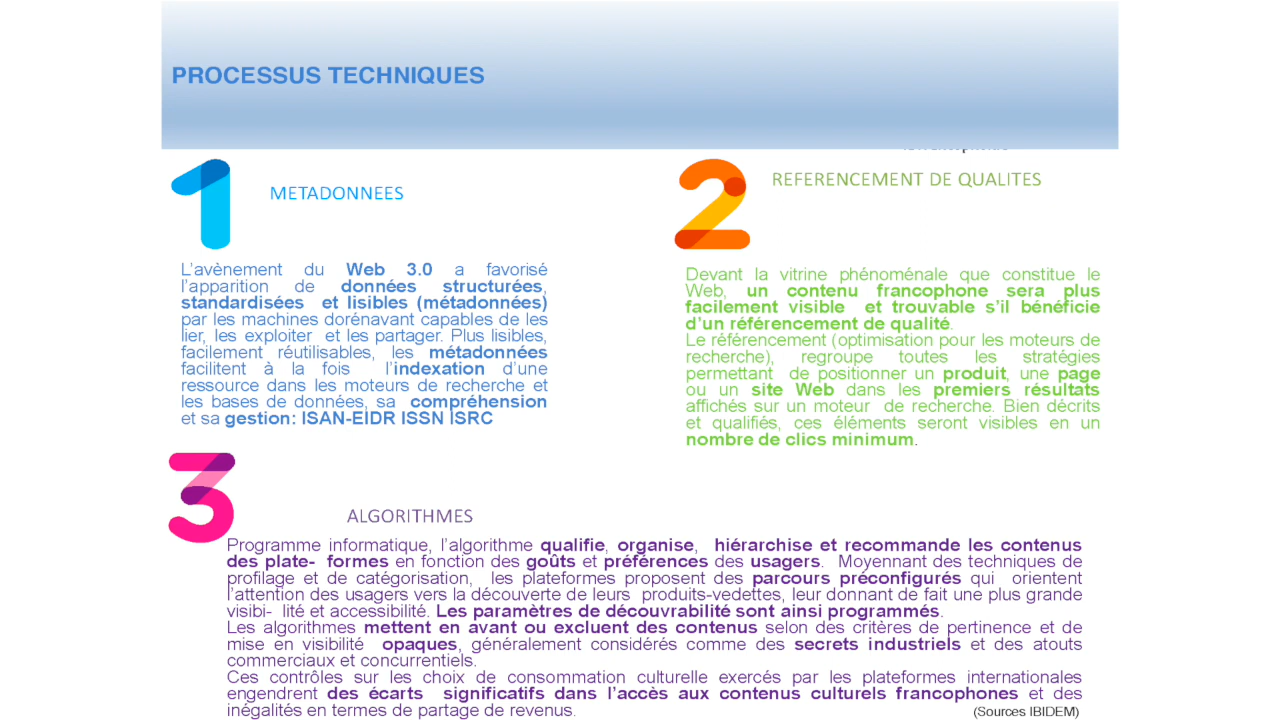 PROCESSUS TECHNIQUES
1
METADONNEES
L’avènement du Web 3.0 a favorisé
l’apparition de données structurées,
standardisées et lisibles (métadonnées)
par les machines dorénavant capables de les
lier, les exploiter et les partager. Plus lisibles,
facilement réutilisables, les métadonnées
facilitent à la fois l’indexation d’une
ressource dans les moteurs de recherche et
les bases de données, sa compréhension
et sa gestion: ISAN-EIDR ISSN ISRC
2
REFERENCEMENT DE QUALITES
Devant la vitrine phénoménale que constitue le
Web, un contenu francophone sera plus
facilement visible et trouvable s’il bénéficie
d’un référencement de qualité.
Le référencement (optimisation pour les moteurs de
recherche), regroupe toutes les stratégies
permettant de positionner un produit, une page
ou un site Web dans les premiers résultats
affichés sur un moteur de recherche. Bien décrits
et qualifiés, ces éléments seront visibles en un
nombre de clics minimum.
3
ALGORITHMES
Programme informatique, l’algorithme qualifie, organise, hiérarchise et recommande les contenus
des plate- formes en fonction des goûts et préférences des usagers. Moyennant des techniques de
profilage et de catégorisation, les plateformes proposent des parcours préconfigurés qui orientent
l’attention des usagers vers la découverte de leurs produits-vedettes, leur donnant de fait une plus grande
visibi- lité et accessibilité. Les paramètres de découvrabilité sont ainsi programmés.
Les algorithmes mettent en avant ou excluent des contenus selon des critères de pertinence et de
mise en visibilité opaques, généralement considérés comme des secrets industriels et des atouts
commerciaux et concurrentiels.
Ces contrôles sur les choix de consommation culturelle exercés par les plateformes internationales
engendrent des écarts significatifs dans l’accès aux contenus culturels francophones et des
inégalités en termes de partage de revenus.
(Sources IBIDEM)